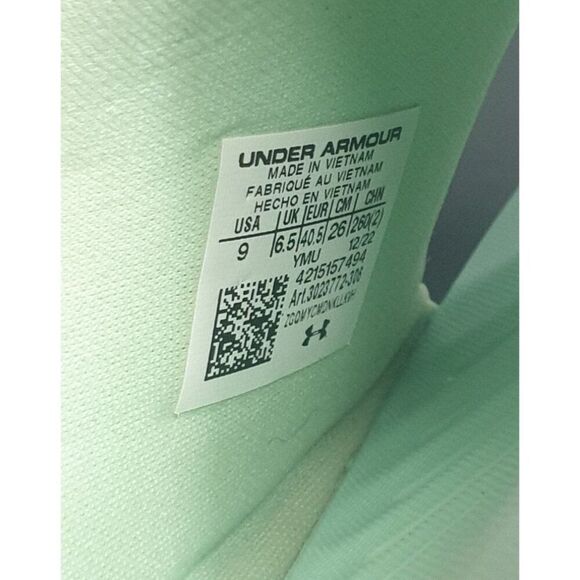 UNDER ARMOUR
MADE IN VIETNAM
FABRIQUÉ AU VIETNAM
HECHO EN VIETNAM
USA UK EUR CM CHN
9 6.5 40.5 26 260(2)
YMU 12/22
4215157494
Art.3023772-306